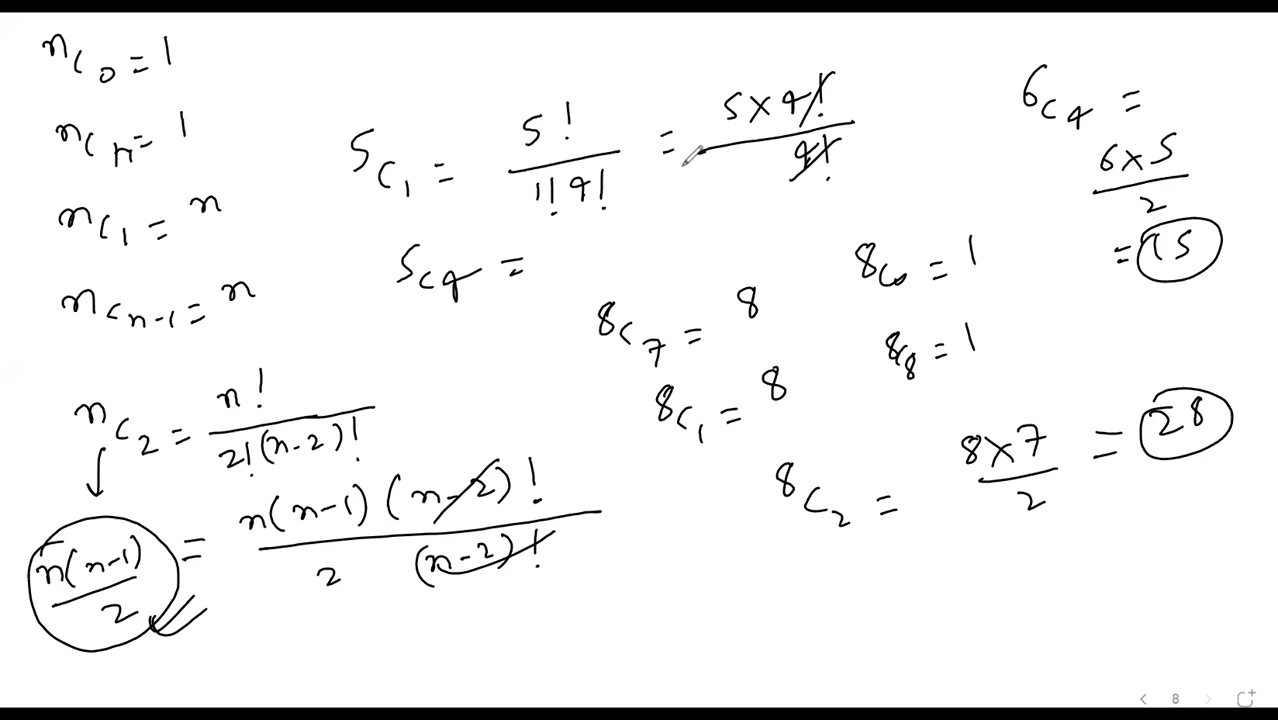 nC0 = 1
nCn = 1
nC1 = n
nCn-1 = n
nC2 = n! / 2!(n-2)!
= n(n-1)(n-2)! / 2 (n-2)!
n(n-1) / 2
5C1 = 5! / 1!4! = 5×4! / 4!
5C4 =
8C7 = 8
8C1 = 8
8C0 = 1
8C8 = 1
8C2 = 8×7 / 2 = 28
6C4 =
6×5 / 2
= 15
8